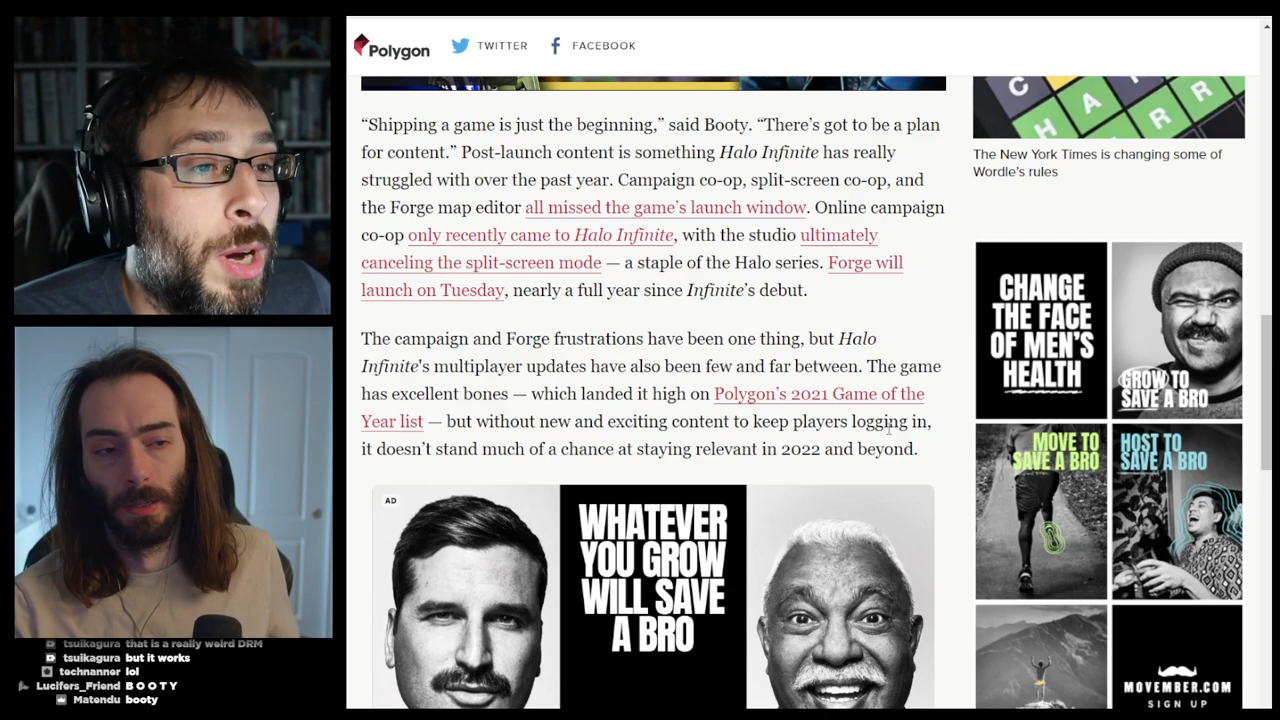 Polygon
TWITTER
FACEBOOK
“Shipping a game is just the beginning,” said Booty. “There’s got to be a plan
for content.” Post-launch content is something Halo Infinite has really
struggled with over the past year. Campaign co-op, split-screen co-op, and
the Forge map editor all missed the game’s launch window. Online campaign
co-op only recently came to Halo Infinite, with the studio ultimately
canceling the split-screen mode — a staple of the Halo series. Forge will
launch on Tuesday, nearly a full year since Infinite’s debut.
The campaign and Forge frustrations have been one thing, but Halo
Infinite's multiplayer updates have also been few and far between. The game
has excellent bones — which landed it high on Polygon’s 2021 Game of the
Year list — but without new and exciting content to keep players logging in,
it doesn’t stand much of a chance at staying relevant in 2022 and beyond.
AD
WHATEVER
YOU GROW
WILL SAVE
A BRO
C
H A R
R
The New York Times is changing some of
Wordle’s rules
CHANGE
THE FACE
OF MEN’S
HEALTH
GROW TO
SAVE A BRO
MOVE TO
SAVE A BRO
HOST TO
SAVE A BRO
MOVEMBER.COM
SIGN UP
tsuikagura that is a really weird DRM
tsuikagura but it works
technanner lol
Lucifers_Friend B O O T Y
Matendu booty